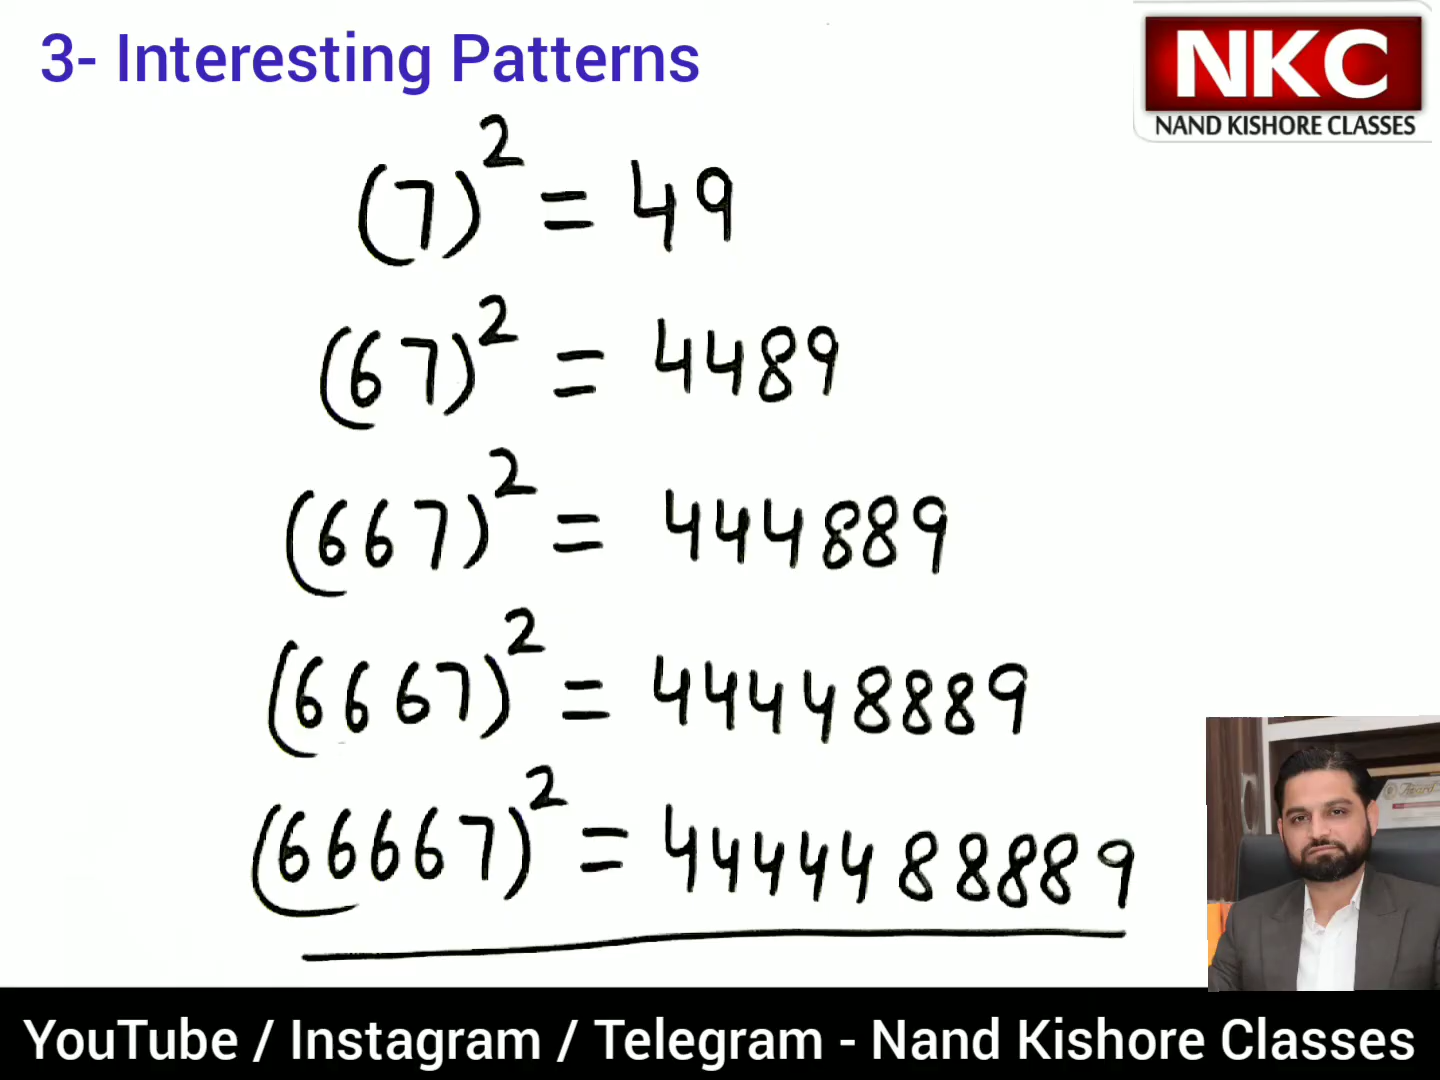 3- Interesting Patterns
NKC
NAND KISHORE CLASSES
(7)² = 49
(67)² = 4489
(667)² = 444889
(6667)² = 44448889
(66667)² = 4444488889
Award
YouTube / Instagram / Telegram - Nand Kishore Classes